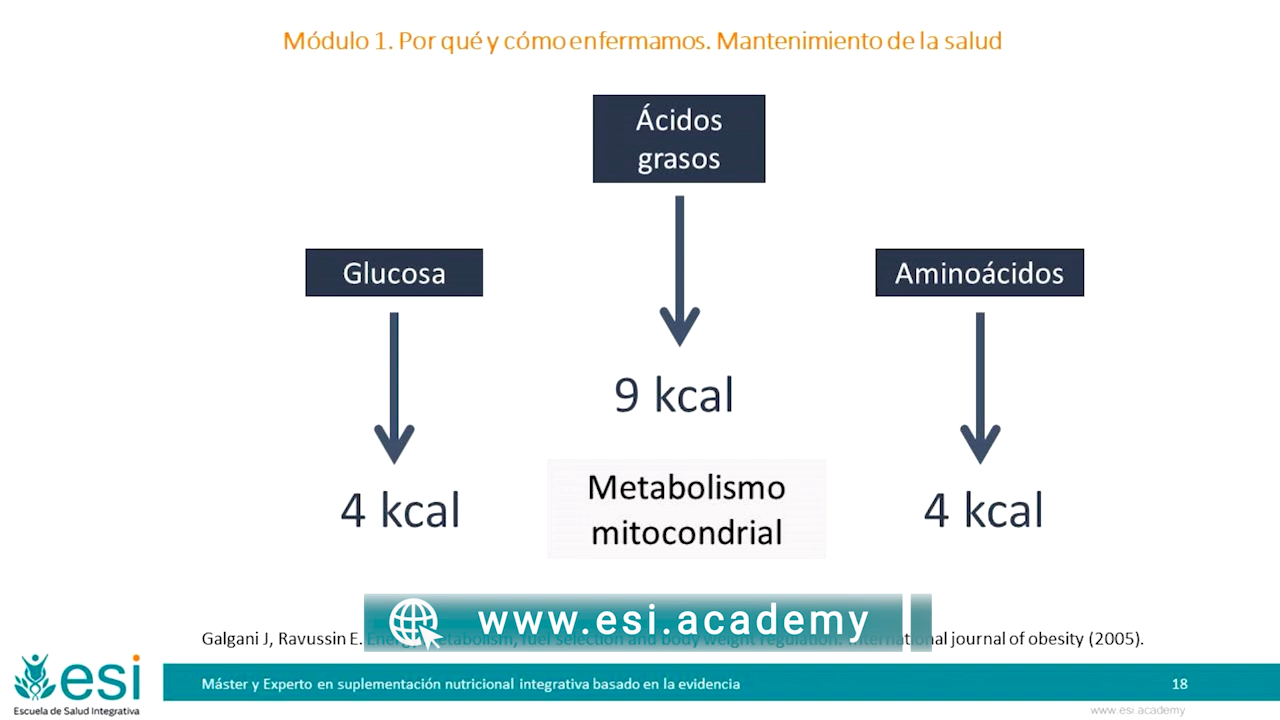 Módulo 1. Por qué y cómo enfermamos. Mantenimiento de la salud
Ácidos
grasos
Glucosa
Aminoácidos
9 kcal
4 kcal
4 kcal
Metabolismo
mitocondrial
www.esi.academy
Galgani J, Ravussin E. Energy metabolism, fuel selection and body weight regulation. International journal of obesity (2005).
esi
Escuela de Salud Integrativa
Máster y Experto en suplementación nutricional integrativa basado en la evidencia
18
www.esi.academy